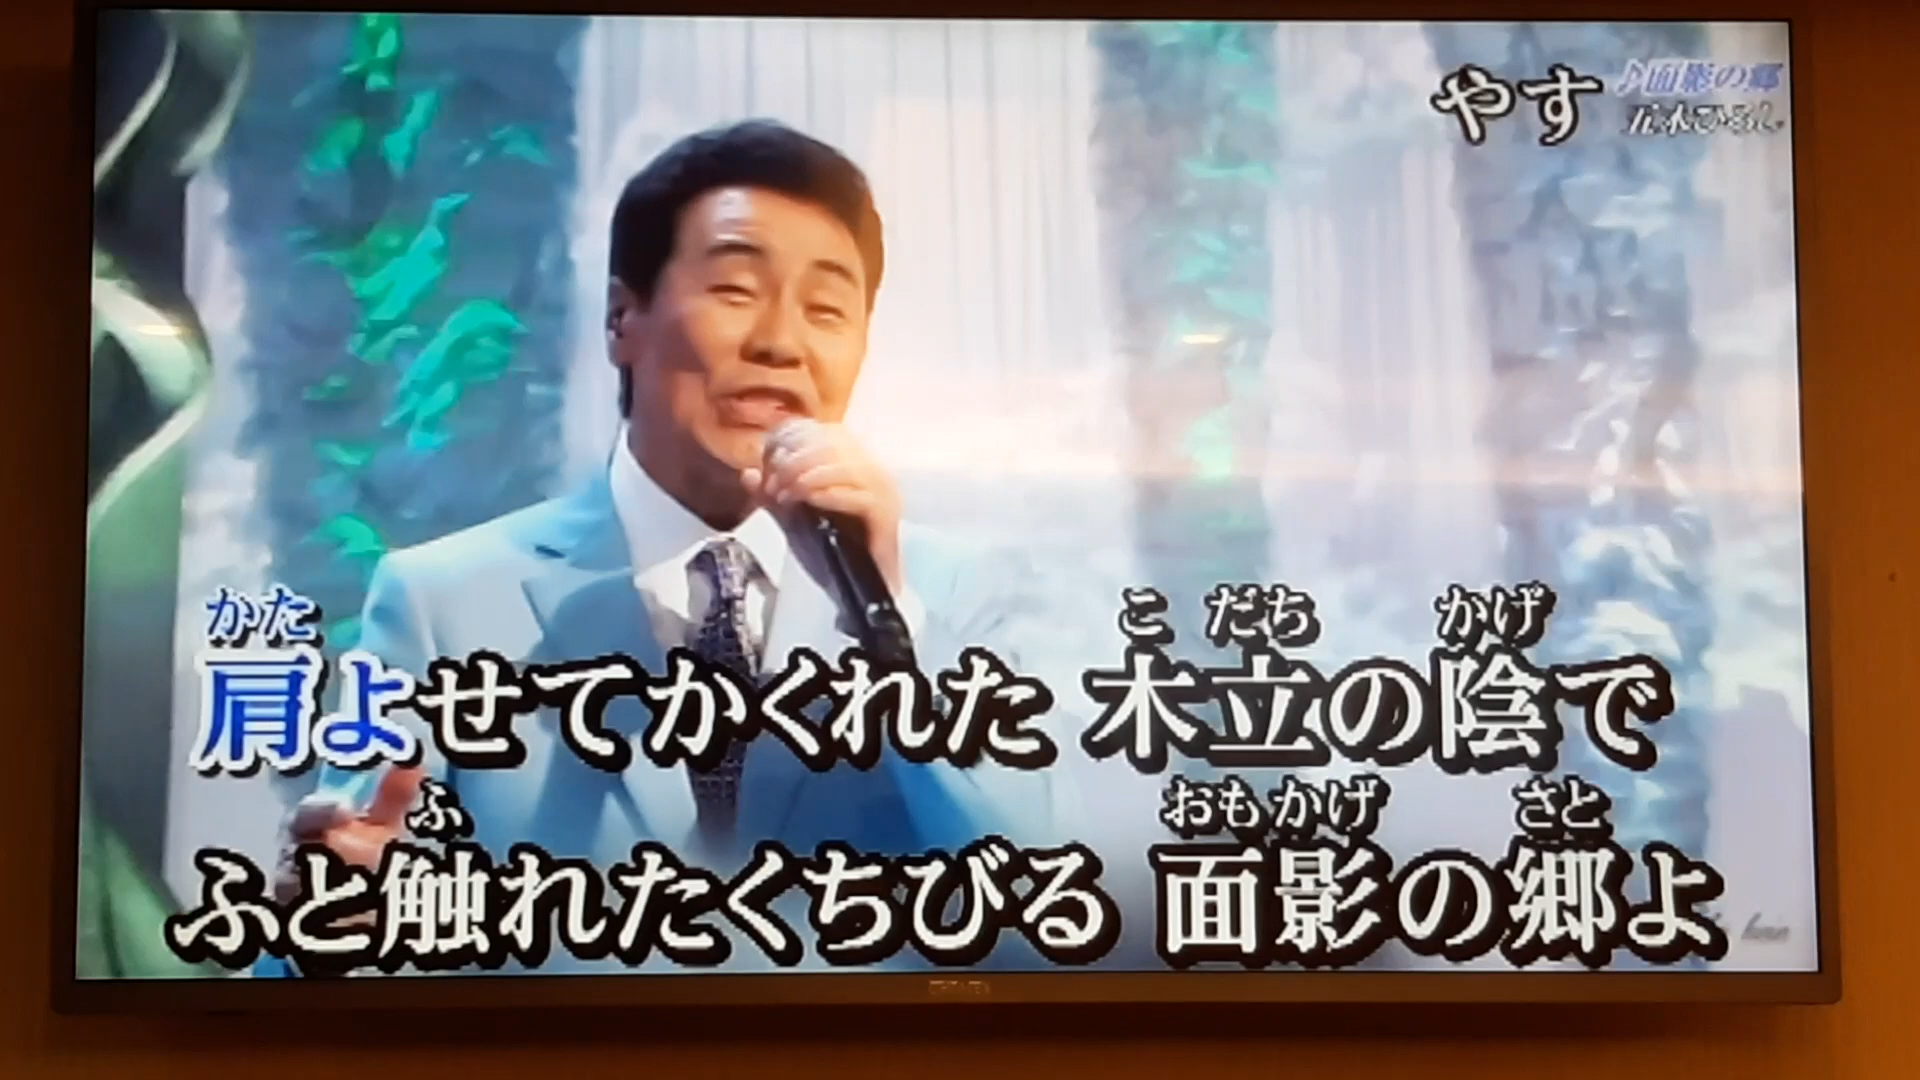 ♪面影の郷
やす 五木ひろし
かた こ だち かげ
肩よせてかくれた 木立の陰で
ふ おもかげ さと
ふと触れたくちびる 面影の郷よ